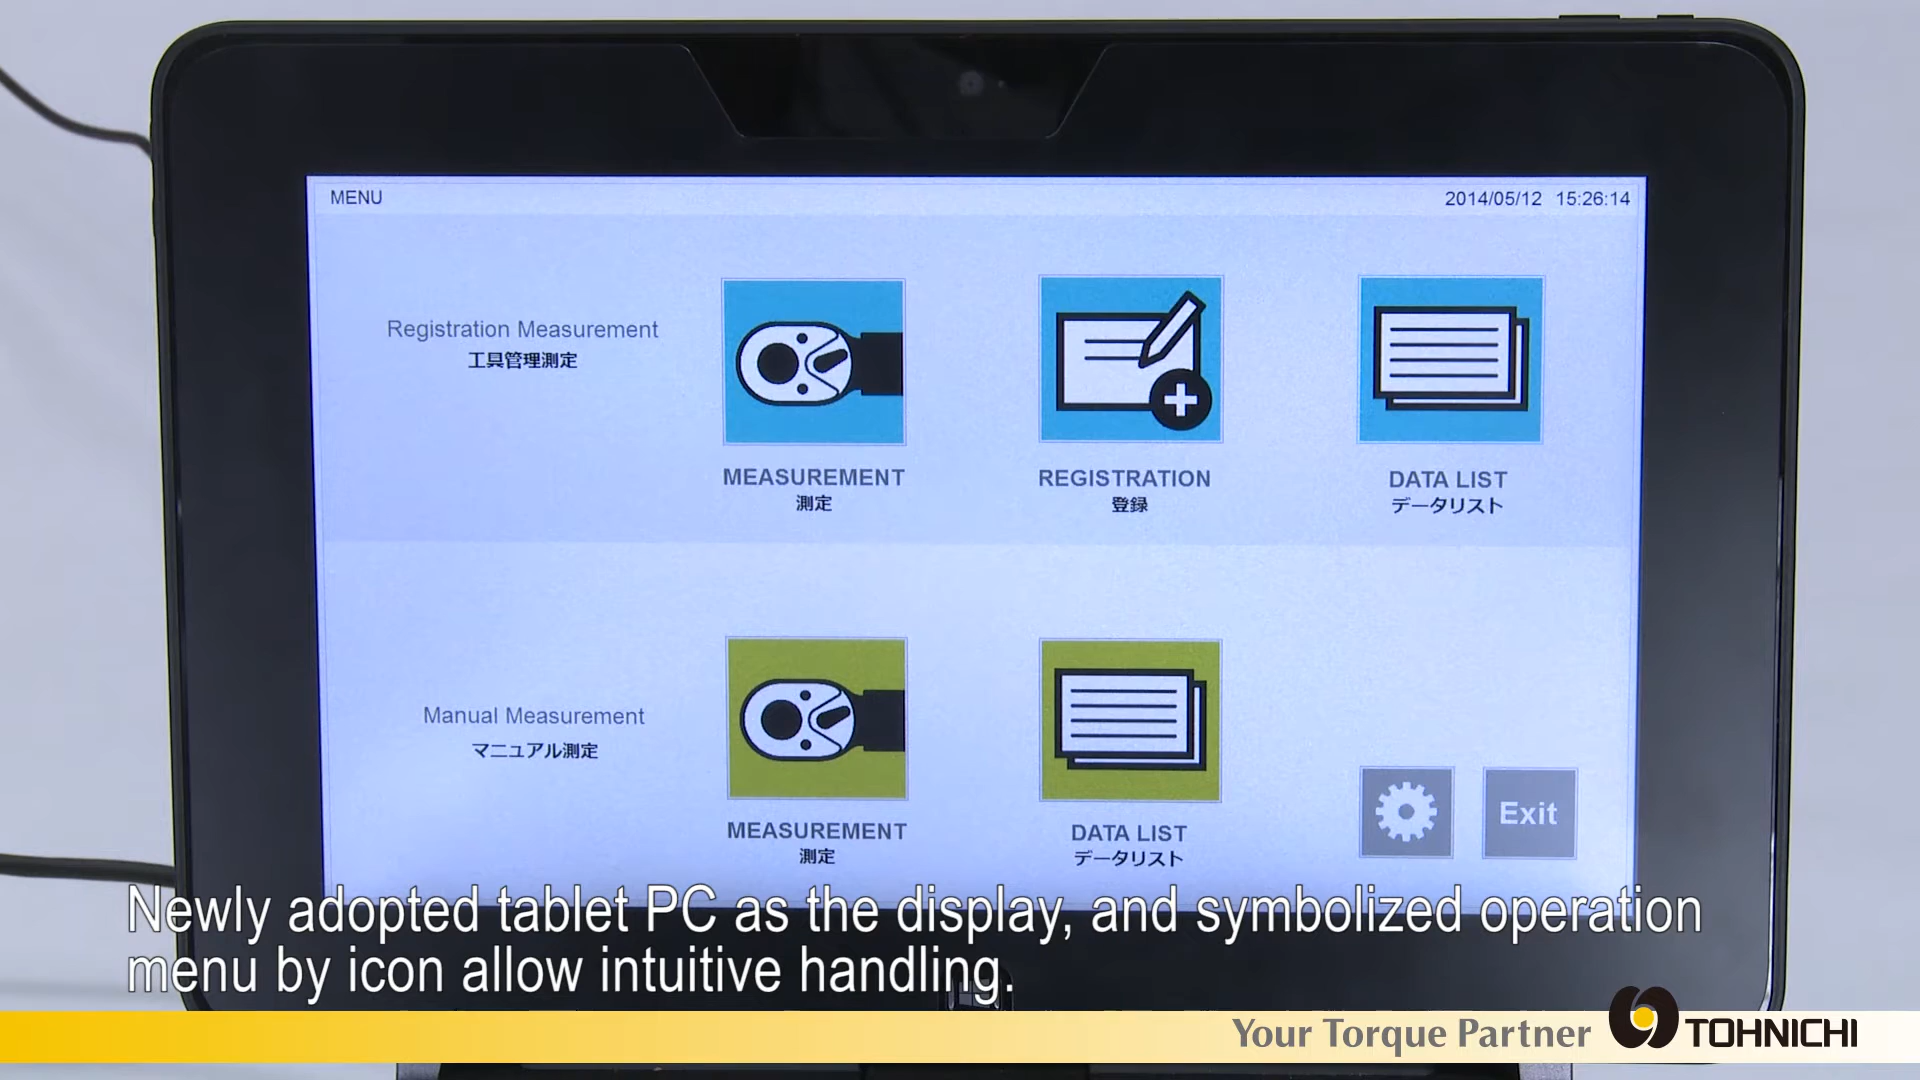 MENU
2014/05/12 15:26:14
Registration Measurement
工具管理測定
MEASUREMENT
測定
REGISTRATION
登録
DATA LIST
データリスト
Manual Measurement
マニュアル測定
MEASUREMENT
測定
DATA LIST
データリスト
Exit
Newly adopted tablet PC as the display, and symbolized operation
menu by icon allow intuitive handling.
Your Torque Partner TOHNICHI